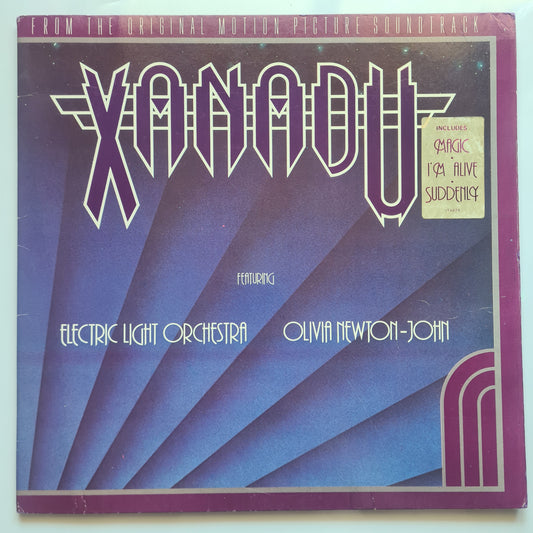 FROM THE ORIGINAL MOTION PICTURE SOUNDTRACK
XANADU
INCLUDES
MAGIC
•
I'M ALIVE
•
SUDDENLY
FEATURING
ELECTRIC LIGHT ORCHESTRA OLIVIA NEWTON-JOHN